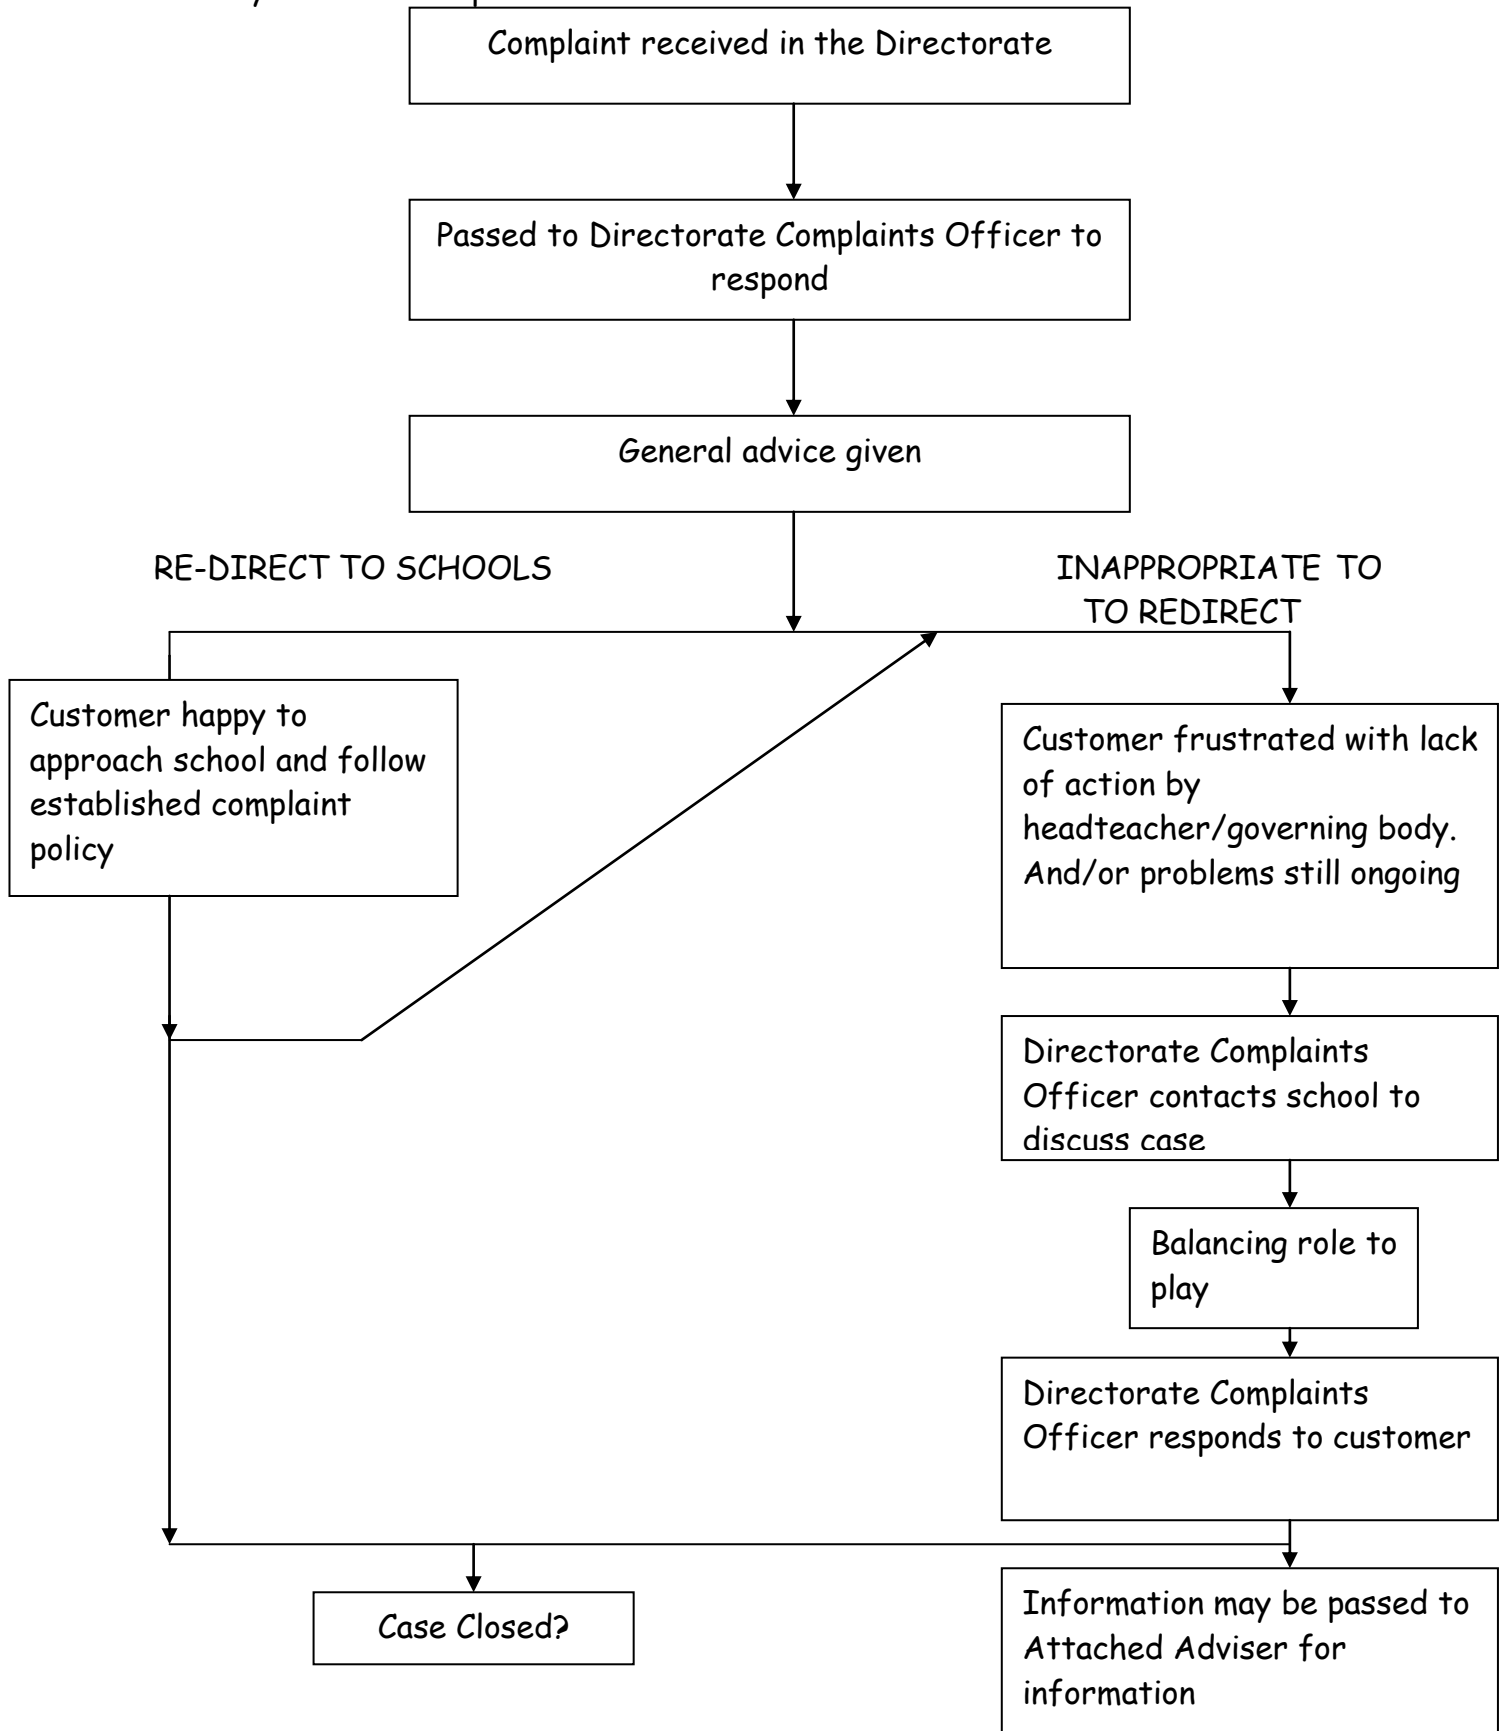 Complaint received in the Directorate
Passed to Directorate Complaints Officer to
respond
General advice given
RE-DIRECT TO SCHOOLS
INAPPROPRIATE TO
TO REDIRECT
Customer happy to
approach school and follow
established complaint
policy
Customer frustrated with lack
of action by
headteacher/governing body.
And/or problems still ongoing
Directorate Complaints
Officer contacts school to
discuss case
Balancing role to
play
Directorate Complaints
Officer responds to customer
Case Closed?
Information may be passed to
Attached Adviser for
information